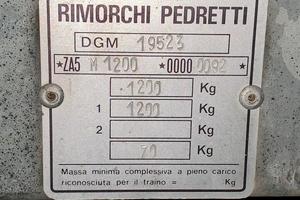 RIMORCHI PEDRETTI
DGM 19523
*ZA5 M 1200 *0000 0092*
1200 Kg
1 1200 Kg
2 Kg
70 Kg
Massa minima complessiva a pieno carico
riconosciuta per il traino = Kg